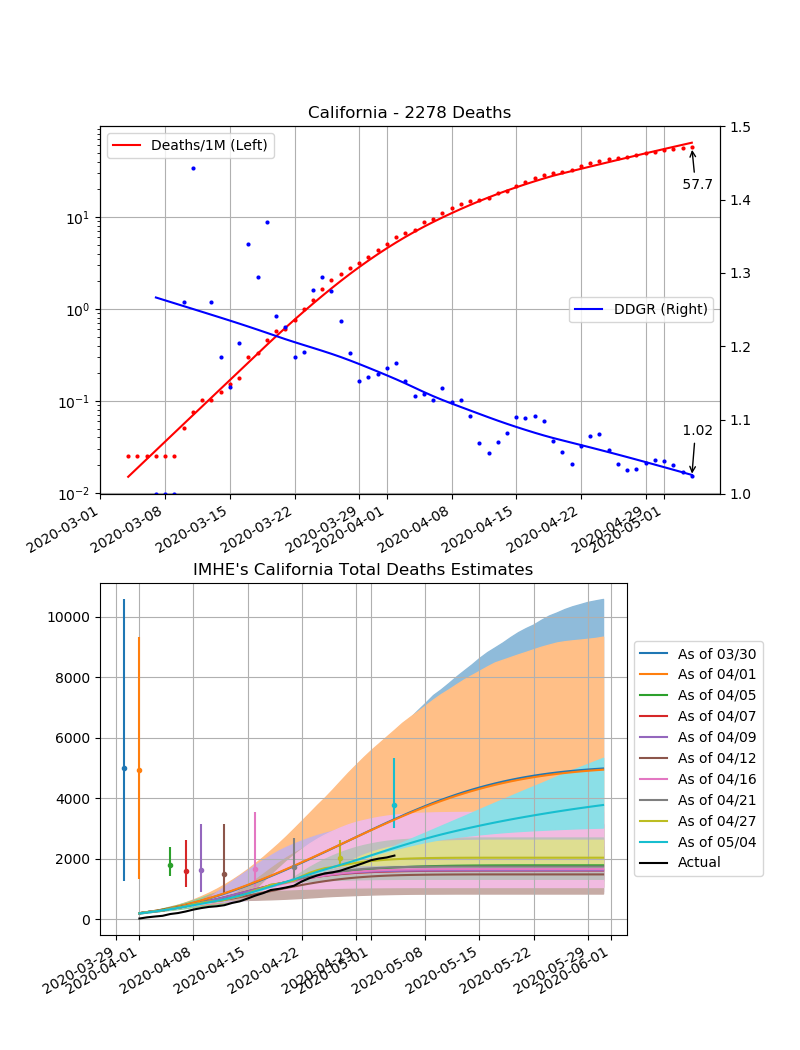 California - 2278 Deaths
Deaths/1M (Left)
DDGR (Right)
57.7
1.02
10¹
10⁰
10⁻¹
10⁻²
1.5
1.4
1.3
1.2
1.1
1.0
2020-03-01
2020-03-08
2020-03-15
2020-03-22
2020-03-29
2020-04-01
2020-04-08
2020-04-15
2020-04-22
2020-04-29
2020-05-01
IMHE's California Total Deaths Estimates
10000
8000
6000
4000
2000
0
2020-03-29
2020-04-01
2020-04-08
2020-04-15
2020-04-22
2020-04-29
2020-05-01
2020-05-08
2020-05-15
2020-05-22
2020-05-29
2020-06-01
As of 03/30
As of 04/01
As of 04/05
As of 04/07
As of 04/09
As of 04/12
As of 04/16
As of 04/21
As of 04/27
As of 05/04
Actual